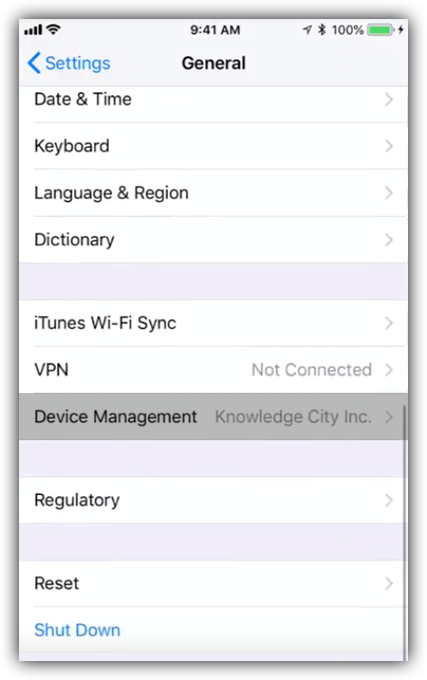 9:41 AM 100%
Settings General
Date & Time
Keyboard
Language & Region
Dictionary
iTunes Wi-Fi Sync
VPN Not Connected
Device Management Knowledge City Inc.
Regulatory
Reset
Shut Down